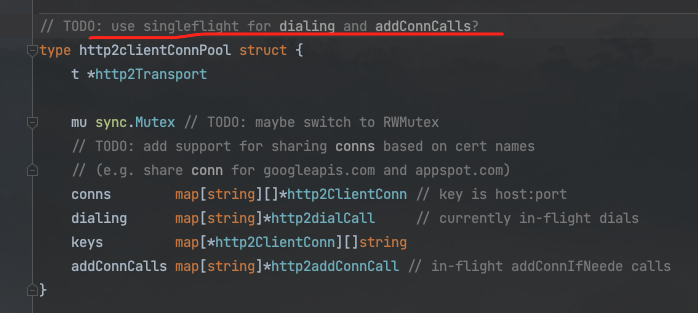 // TODO: use singleflight for dialing and addConnCalls?
type http2clientConnPool struct {
t *http2Transport
mu sync.Mutex // TODO: maybe switch to RWMutex
// TODO: add support for sharing conns based on cert names
// (e.g. share conn for googleapis.com and appspot.com)
conns map[string][]*http2ClientConn // key is host:port
dialing map[string]*http2dialCall // currently in-flight dials
keys map[*http2ClientConn][]string
addConnCalls map[string]*http2addConnCall // in-flight addConnIfNeede calls
}